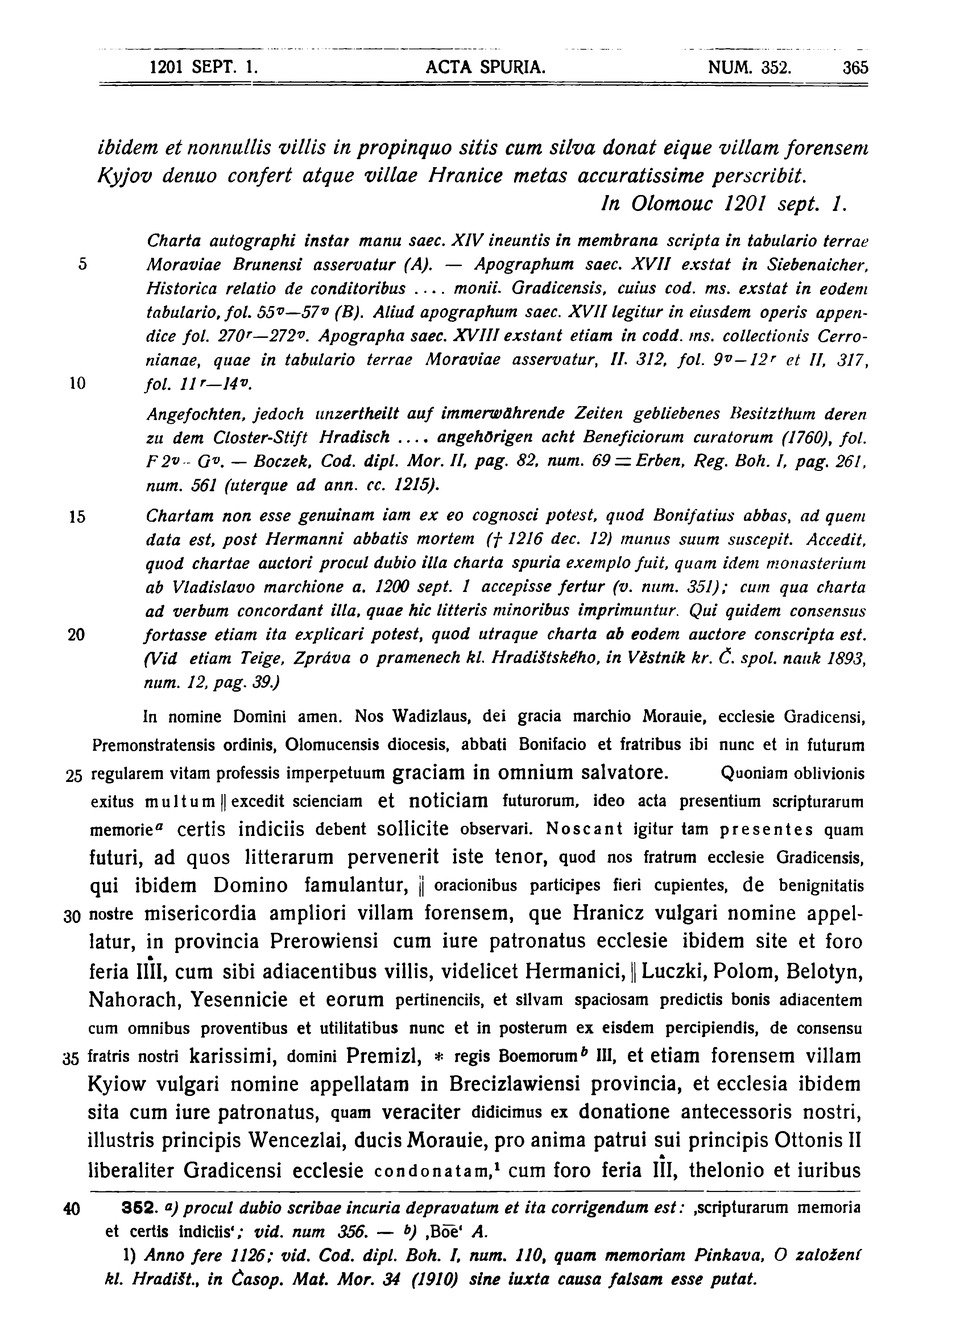 1201 SEPT. 1. ACTA SPURIA. NUM. 352. 365
ibidem et nonnullis villis in propinquo sitis cum silva donat eique villam forensem
Kyjov denuo confert atque villae Hranice metas accuratissime perscribit.
In Olomouc 1201 sept. 1.
Charta autographi instar manu saec. XIV ineuntis in membrana scripta in tabulario terrae
5 Moraviae Brunensi asservatur (A). — Apographum saec. XVII exstat in Siebenaicher,
Historica relatio de conditoribus .... monii. Gradicensis, cuius cod. ms. exstat in eodem
tabulario, fol. 55v—57v (B). Aliud apographum saec. XVII legitur in eiusdem operis appen-
dice fol. 270r—272v. Apographa saec. XVIII exstant etiam in codd. ms. collectionis Cerro-
nianae, quae in tabulario terrae Moraviae asservatur, II. 312, fol. 9v—12r et II, 317,
10 fol. 11r—14v.
Angefochten, jedoch unzertheilt auf immerwährende Zeiten gebliebenes Besitzthum deren
zu dem Closter-Stift Hradisch .... angehörigen acht Beneficiorum curatorum (1760), fol.
F 2v-- Gv. — Boczek, Cod. dipl. Mor. II, pag. 82, num. 69 = Erben, Reg. Boh. I, pag. 261,
num. 561 (uterque ad ann. cc. 1215).
15 Chartam non esse genuinam iam ex eo cognosci potest, quod Bonifatius abbas, ad quem
data est, post Hermanni abbatis mortem († 1216 dec. 12) munus suum suscepit. Accedit,
quod chartae auctori procul dubio illa charta spuria exemplo fuit, quam idem monasterium
ab Vladislavo marchione a. 1200 sept. 1 accepisse fertur (v. num. 351); cum qua charta
ad verbum concordant illa, quae hic litteris minoribus imprimuntur. Qui quidem consensus
20 fortasse etiam ita explicari potest, quod utraque charta ab eodem auctore conscripta est.
(Vid etiam Teige, Zpráva o pramenech kl. Hradištského, in Věstník kr. Č. spol. nauk 1893,
num. 12, pag. 39.)
In nomine Domini amen. Nos Wadizlaus, dei gracia marchio Morauie, ecclesie Gradicensi,
Premonstratensis ordinis, Olomucensis diocesis, abbati Bonifacio et fratribus ibi nunc et in futurum
25 regularem vitam professis imperpetuum graciam in omnium salvatore. Quoniam oblivionis
exitus multum || excedit scienciam et noticiam futurorum, ideo acta presentium scripturarum
memorieᵃ certis indiciis debent sollicite observari. Noscant igitur tam presentes quam
futuri, ad quos litterarum pervenerit iste tenor, quod nos fratrum ecclesie Gradicensis,
qui ibidem Domino famulantur, || oracionibus participes fieri cupientes, de benignitatis
30 nostre misericordia ampliori villam forensem, que Hranicz vulgari nomine appel-
latur, in provincia Prerowiensi cum iure patronatus ecclesie ibidem site et foro
feria IIII, cum sibi adiacentibus villis, videlicet Hermanici, || Luczki, Polom, Belotyn,
Nahorach, Yesennicie et eorum pertinenciis, et silvam spaciosam predictis bonis adiacentem
cum omnibus proventibus et utilitatibus nunc et in posterum ex eisdem percipiendis, de consensu
35 fratris nostri karissimi, domini Premizl, * regis Boemorumᵇ III, et etiam forensem villam
Kyiow vulgari nomine appellatam in Brecizlawiensi provincia, et ecclesia ibidem
sita cum iure patronatus, quam veraciter didicimus ex donatione antecessoris nostri,
illustris principis Wencezlai, ducis Morauie, pro anima patrui sui principis Ottonis II
liberaliter Gradicensi ecclesie condonatam,¹ cum foro feria III, thelonio et iuribus
40 352. a) procul dubio scribae incuria depravatum et ita corrigendum est: ‚scripturarum memoria
et certis indiciis‘; vid. num 356. — b) ‚Bōe‘ A.
1) Anno fere 1126; vid. Cod. dipl. Boh. I, num. 110, quam memoriam Pinkava, O založení
kl. Hradišt., in Časop. Mat. Mor. 34 (1910) sine iuxta causa falsam esse putat.